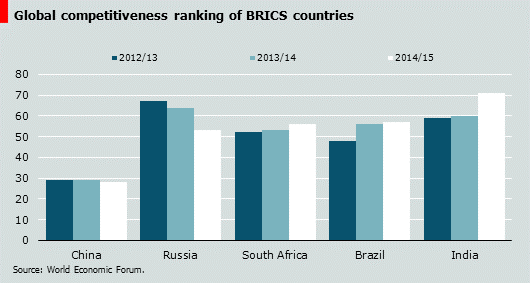 Global competitiveness ranking of BRICS countries
2012/13 2013/14 2014/15
80
70
60
50
40
30
20
10
0
China Russia South Africa Brazil India
Source: World Economic Forum.